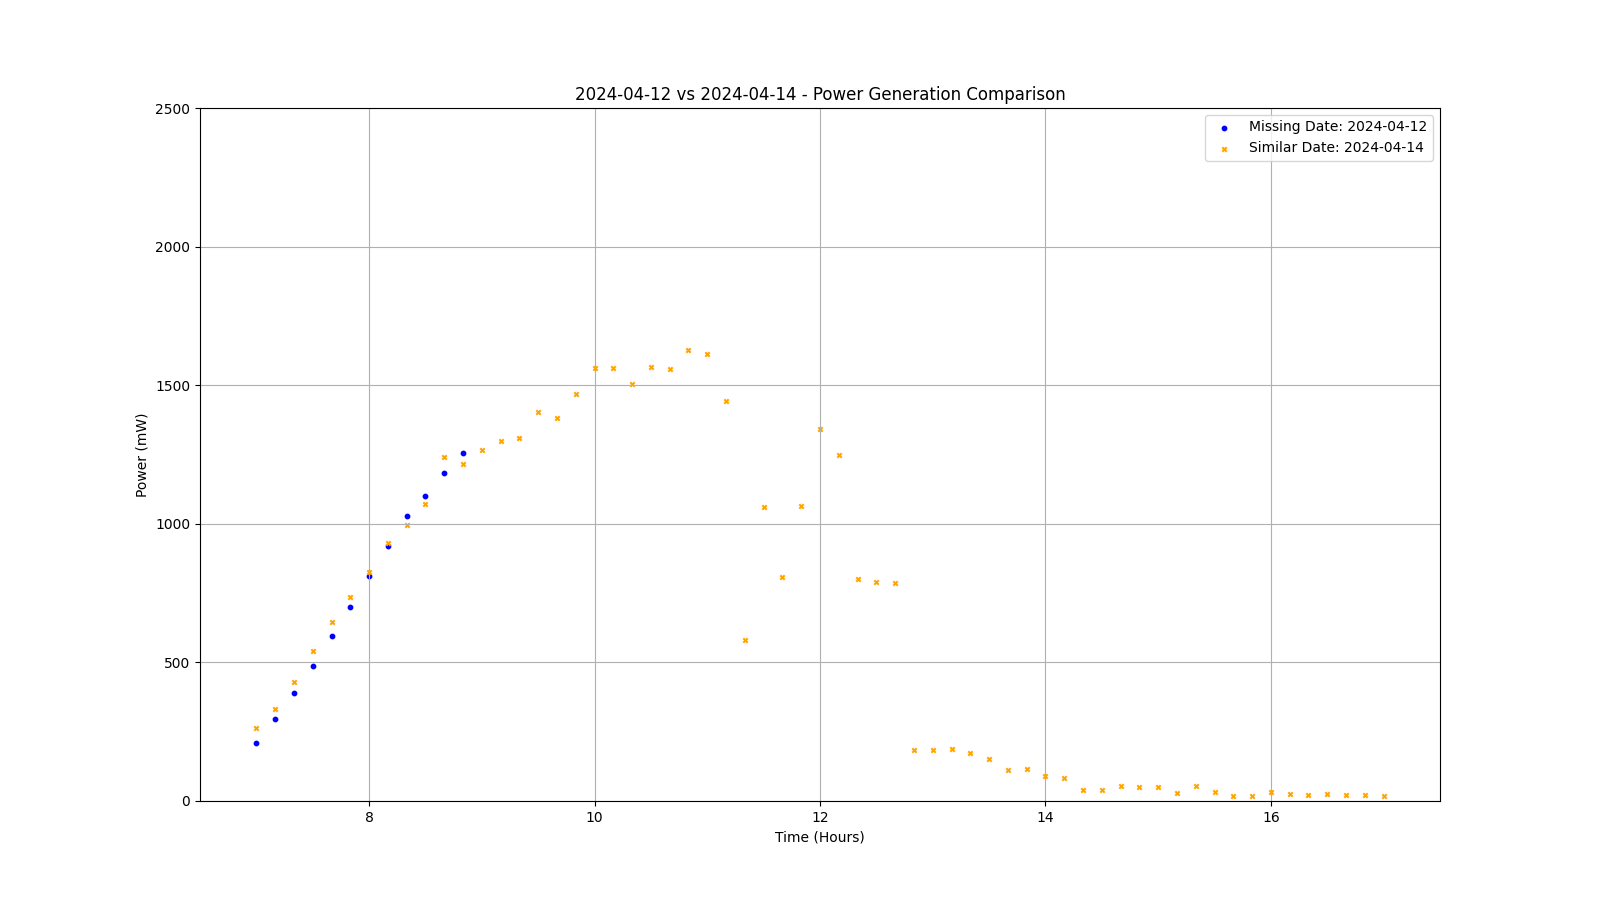 2024-04-12 vs 2024-04-14 - Power Generation Comparison
2500
2000
1500
1000
500
0
Power (mW)
Missing Date: 2024-04-12
Similar Date: 2024-04-14
8 10 12 14 16
Time (Hours)